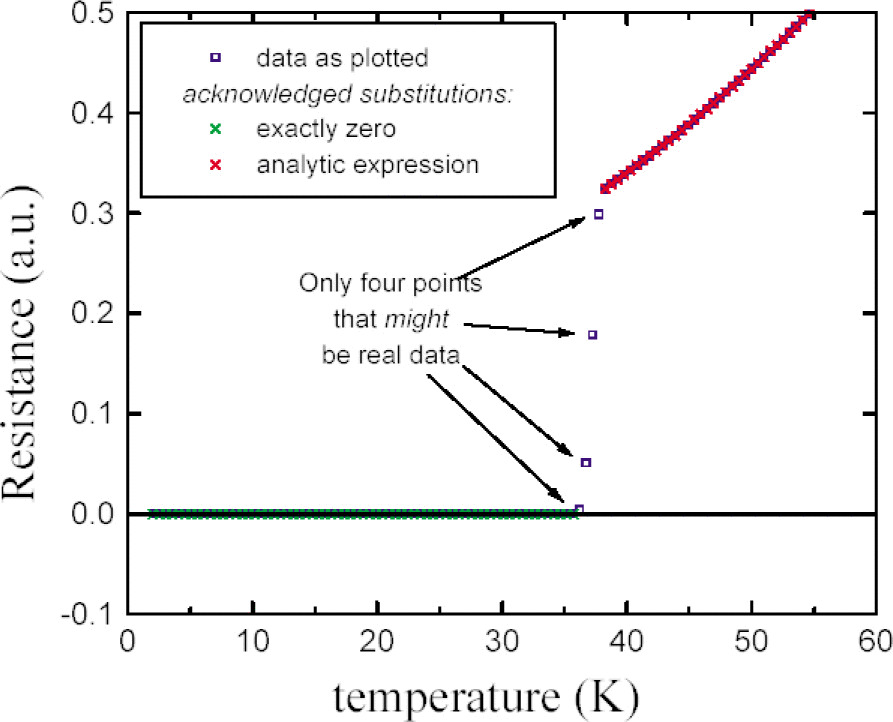 0.5
0.4
0.3
0.2
0.1
0.0
-0.1
Resistance (a.u.)
data as plotted
acknowledged substitutions:
exactly zero
analytic expression
Only four points
that might
be real data
0 10 20 30 40 50 60
temperature (K)